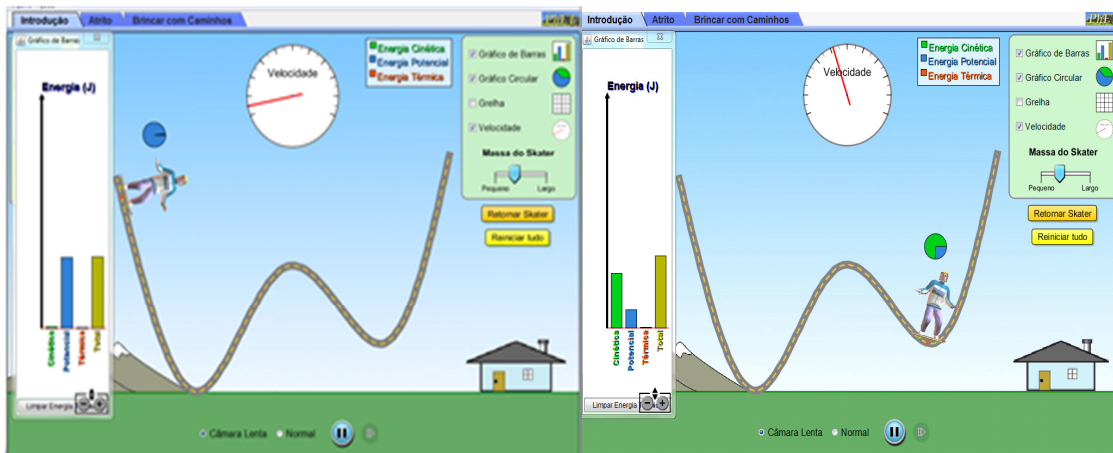 Introdução Atrito Brincar com Caminhos
Gráfico de Barras
Energia (J)
Cinética
Potencial
Térmica
Total
Velocidade
Energia Cinética
Energia Potencial
Energia Térmica
Gráfico de Barras
Gráfico Circular
Grelha
Velocidade
Massa do Skater
Pequeno Largo
Retornar Skater
Reiniciar tudo
Limpar Energia
Câmara Lenta Normal
Introdução Atrito Brincar com Caminhos
Gráfico de Barras
Energia (J)
Cinética
Potencial
Térmica
Total
Velocidade
Energia Cinética
Energia Potencial
Energia Térmica
Gráfico de Barras
Gráfico Circular
Grelha
Velocidade
Massa do Skater
Pequeno Largo
Retornar Skater
Reiniciar tudo
Limpar Energia
Câmara Lenta Normal